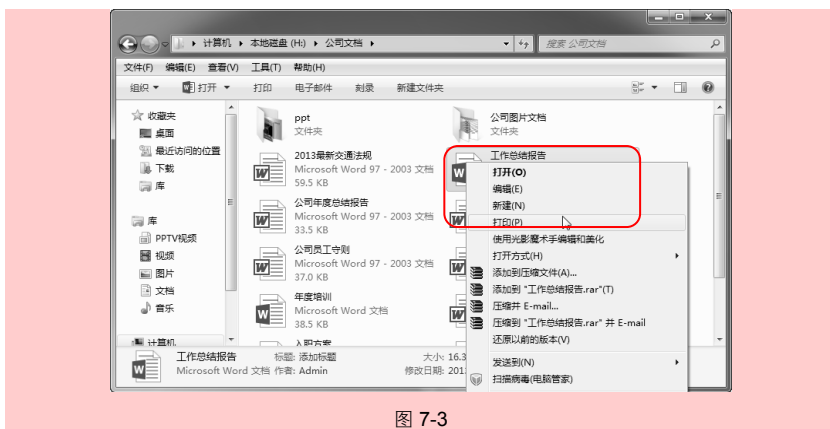 计算机 ▸ 本地磁盘 (H:) ▸ 公司文档 ▸
搜索 公司文档
文件(F) 编辑(E) 查看(V) 工具(T) 帮助(H)
组织 打开 打印 电子邮件 刻录 新建文件夹
收藏夹
桌面
最近访问的位置
下载
库
库
PPTV视频
视频
图片
文档
音乐
计算机
ppt
文件夹
公司图片文档
文件夹
2013最新交通法规
Microsoft Word 97 - 2003 文档
59.5 KB
公司年度总结报告
Microsoft Word 97 - 2003 文档
33.5 KB
公司员工守则
Microsoft Word 97 - 2003 文档
37.0 KB
年度培训
Microsoft Word 文档
38.5 KB
入职方案
工作总结报告
打开(O)
编辑(E)
新建(N)
打印(P)
使用光影魔术手编辑和美化
打开方式(H)
添加到压缩文件(A)...
添加到 "工作总结报告.rar"(T)
压缩并 E-mail...
压缩到 "工作总结报告.rar" 并 E-mail
还原以前的版本(V)
发送到(N)
扫描病毒(电脑管家)
工作总结报告 标题: 添加标题 大小: 16.3
Microsoft Word 文档 作者: Admin 修改日期: 201
图 7-3